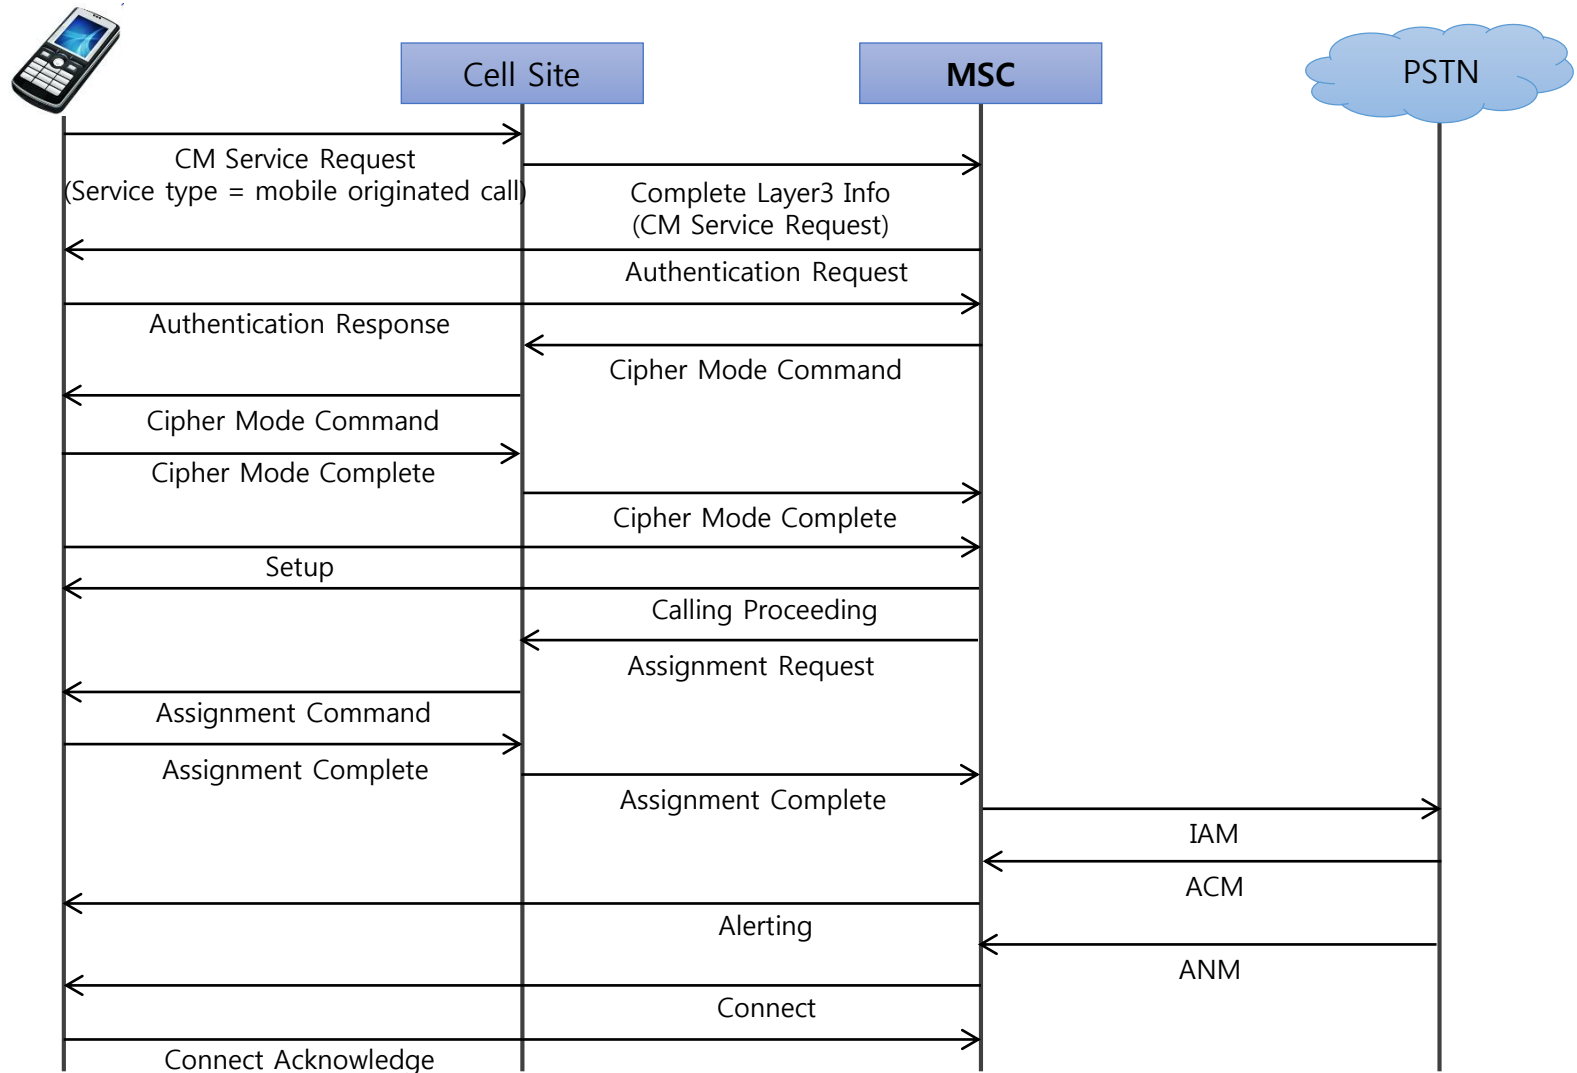 Cell Site
MSC
PSTN
CM Service Request
(Service type = mobile originated call)
Complete Layer3 Info
(CM Service Request)
Authentication Request
Authentication Response
Cipher Mode Command
Cipher Mode Command
Cipher Mode Complete
Cipher Mode Complete
Setup
Calling Proceeding
Assignment Request
Assignment Command
Assignment Complete
Assignment Complete
IAM
ACM
Alerting
ANM
Connect
Connect Acknowledge